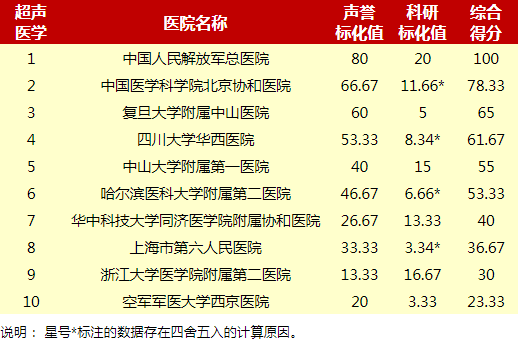 超声医学 医院名称 声誉标化值 科研标化值 综合得分
1 中国人民解放军总医院 80 20 100
2 中国医学科学院北京协和医院 66.67 11.66* 78.33
3 复旦大学附属中山医院 60 5 65
4 四川大学华西医院 53.33 8.34* 61.67
5 中山大学附属第一医院 40 15 55
6 哈尔滨医科大学附属第二医院 46.67 6.66* 53.33
7 华中科技大学同济医学院附属协和医院 26.67 13.33 40
8 上海市第六人民医院 33.33 3.34* 36.67
9 浙江大学医学院附属第二医院 13.33 16.67 30
10 空军军医大学西京医院 20 3.33 23.33
说明： 星号*标注的数据存在四舍五入的计算原因。